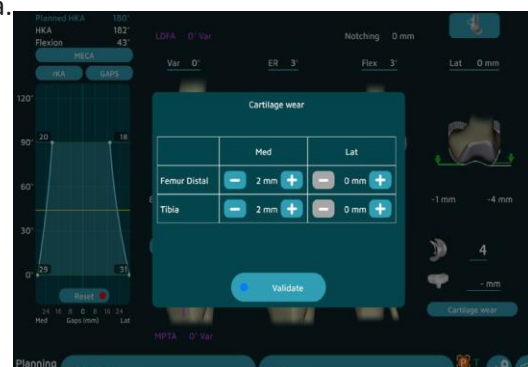 a.
Planned HKA 180°
HKA 182°
Flexion 43°
MECA
HKA GAPS
LDFA 0° Var
Notching 0 mm
Var 0°
ER 3°
Flex 3°
Lat 0 mm
120°
90°
60°
30°
0°
20 18
29 31
Reset
24 16 8 0 8 16 24
Med Gaps (mm) Lat
Cartilage wear
Med Lat
Femur Distal - 2 mm + - 0 mm +
Tibia - 2 mm + - 0 mm +
Validate
-1 mm -4 mm
4
- mm
Cartilage wear
MPTA 0° Var
Planning
T